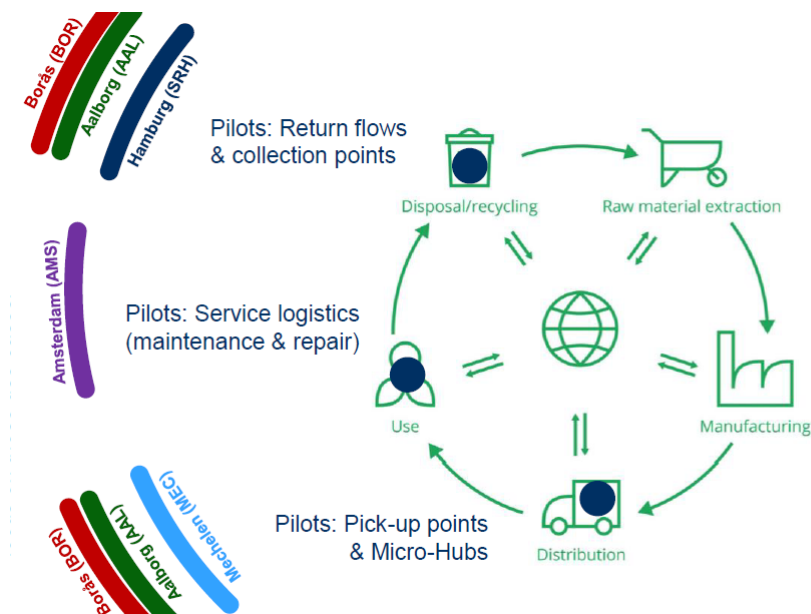 Borås (BOR)
Aalborg (AAL)
Hamburg (SRH)
Pilots: Return flows
& collection points
Disposal/recycling
Raw material extraction
Amsterdam (AMS)
Pilots: Service logistics
(maintenance & repair)
Use
Manufacturing
Mechelen (MEC)
Aalborg (AAL)
Borås (BOR)
Pilots: Pick-up points
& Micro-Hubs
Distribution